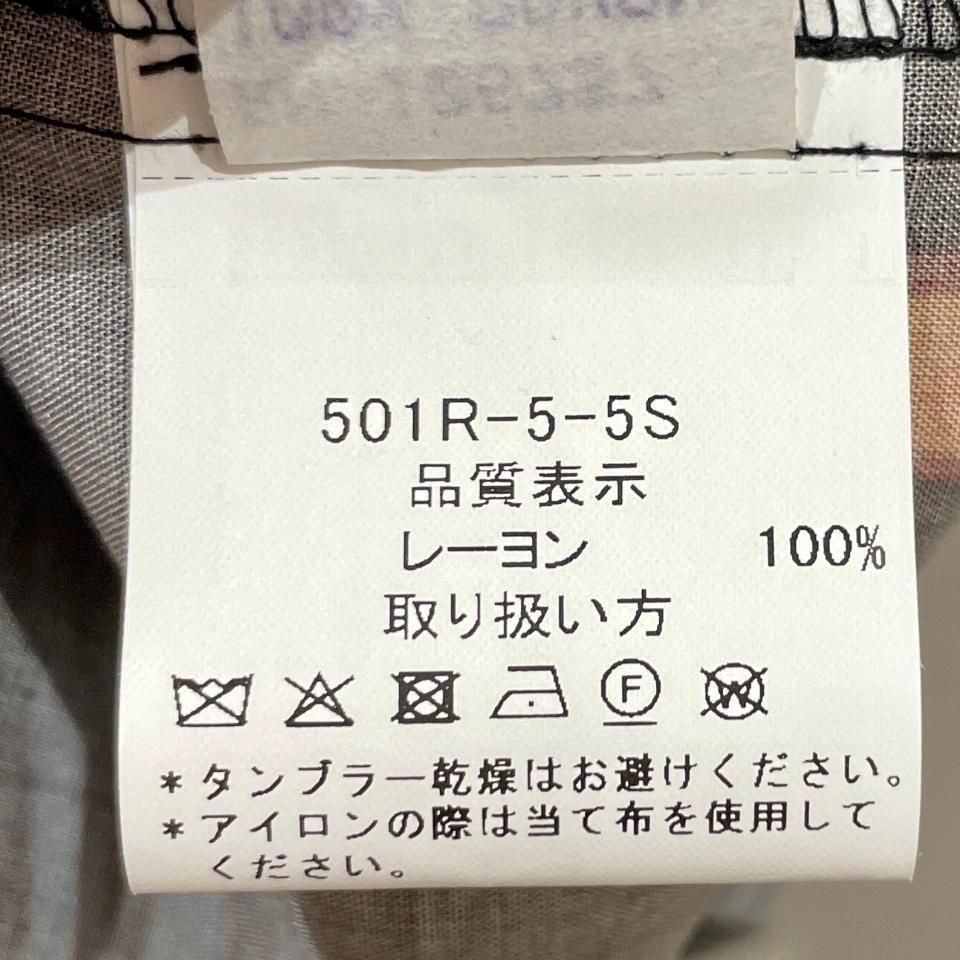 501R-5-5S
品質表示
レーヨン 100%
取り扱い方
F
W
*タンブラー乾燥はお避けください。
*アイロンの際は当て布を使用して
ください。